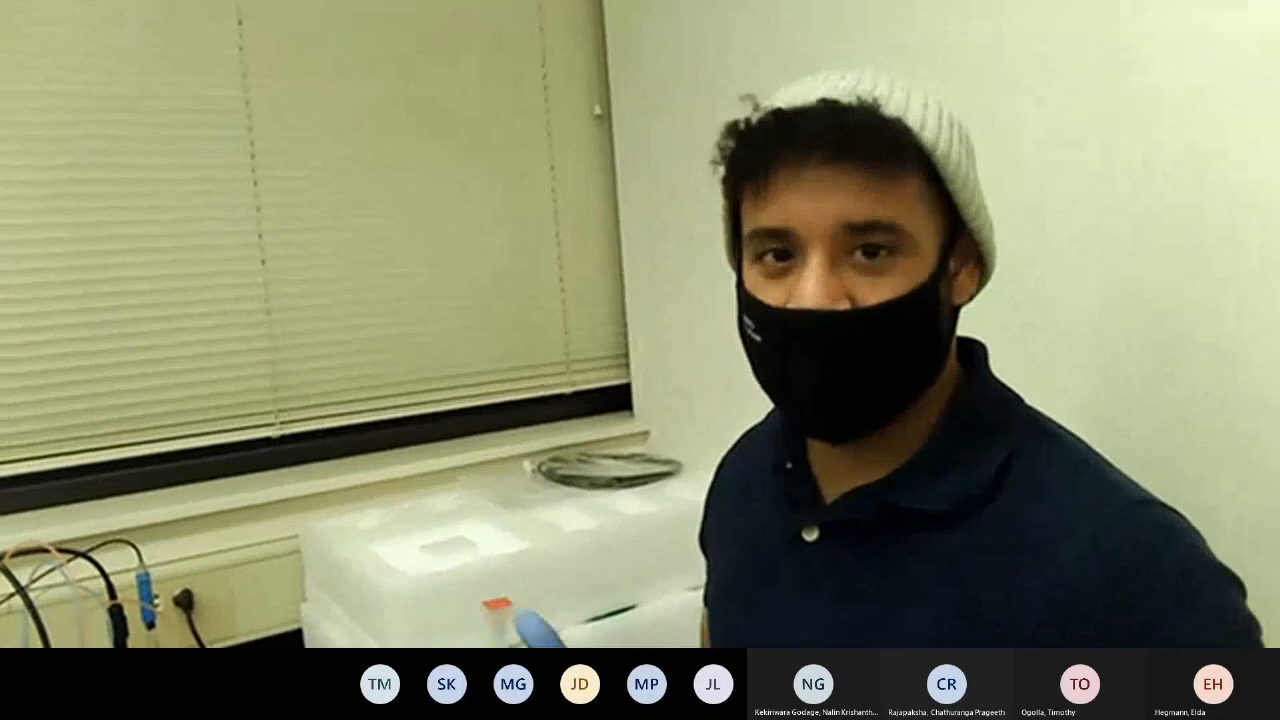 TM
SK
MG
JD
MP
JL
NG
CR
TO
EH
Kekiriwara Godage, Nalin Krishanth...
Rajapaksha, Chathuranga Prageeth
Ogolla, Timothy
Hegmann, Elda